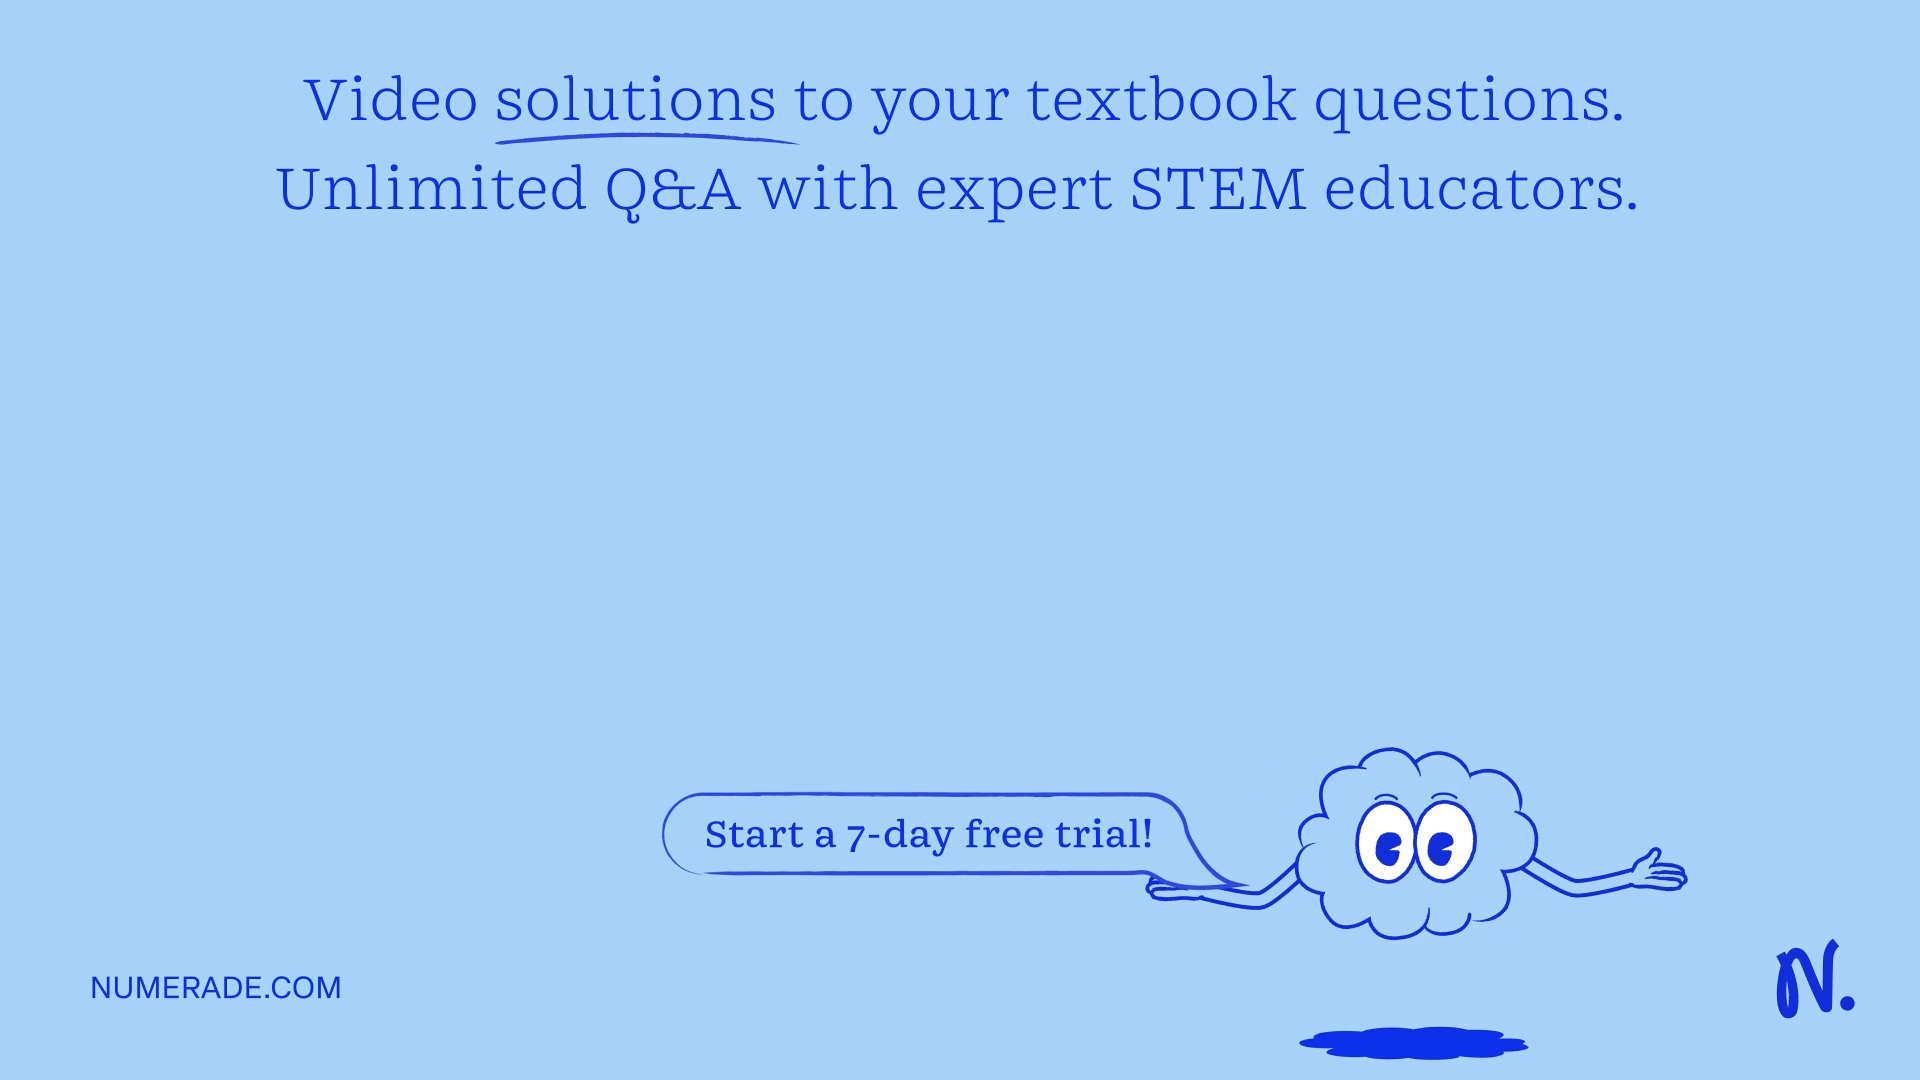 Video solutions to your textbook questions.
Unlimited Q&A with expert STEM educators.
Start a 7-day free trial!
NUMERADE.COM
N.